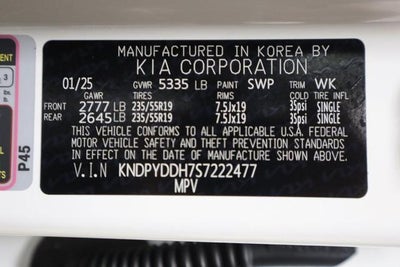 MANUFACTURED IN KOREA BY
KIA CORPORATION
01/25 GVWR 5335 LB PAINT SWP TRIM WK
GAWR TIRES RIMS COLD TIRE INFL
FRONT 2777 LB 235/55R19 7.5Jx19 35psi SINGLE
REAR 2645 LB 235/55R19 7.5Jx19 35psi SINGLE
THIS VEHICLE CONFORMS TO ALL APPLICABLE U.S.A. FEDERAL
MOTOR VEHICLE SAFETY AND THEFT PREVENTION STANDARDS
IN EFFECT ON THE DATE OF MANUFACTURE SHOWN ABOVE.
V.I.N KNDPYDDH7S7222477
MPV
P45
3